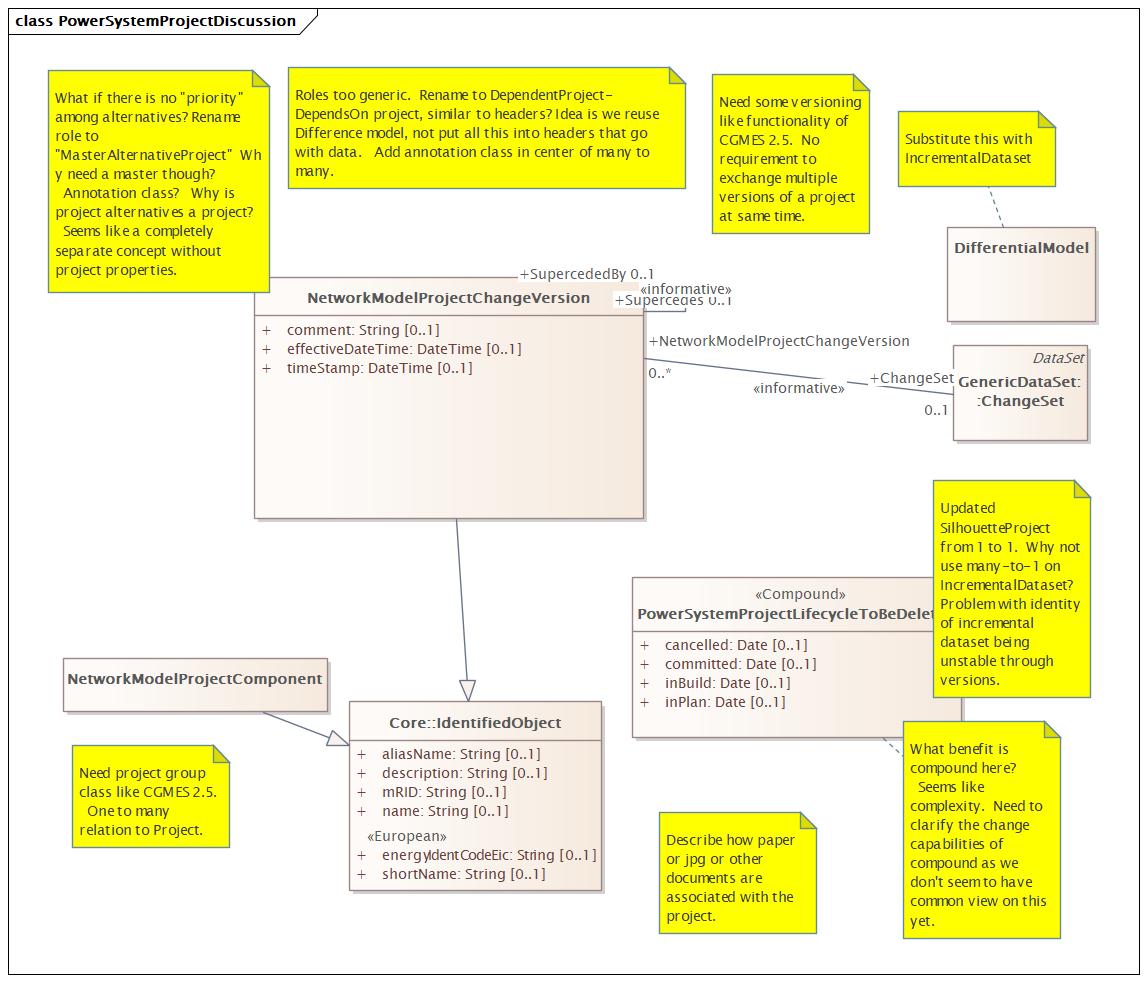 class PowerSystemProjectDiscussion
What if there is no "priority"
among alternatives? Rename
role to
"MasterAlternativeProject" Wh
y need a master though?
Annotation class? Why is
project alternatives a project?
Seems like a completely
separate concept without
project properties.
Roles too generic. Rename to DependentProject-
DependsOn project, similar to headers? Idea is we reuse
Difference model, not put all this into headers that go
with data. Add annotation class in center of many to
many.
Need some versioning
like functionality of
CGMES 2.5. No
requirement to
exchange multiple
versions of a project
at same time.
Substitute this with
IncrementalDataset
DifferentialModel
+SupercededBy 0..1
«informative»
+Supercedes 0..1
NetworkModelProjectChangeVersion
+ comment: String [0..1]
+ effectiveDateTime: DateTime [0..1]
+ timeStamp: DateTime [0..1]
+NetworkModelProjectChangeVersion
0..*
«informative»
+ChangeSet
0..1
DataSet
GenericDataSet:
:ChangeSet
Updated
SilhouetteProject
from 1 to 1. Why not
use many-to-1 on
IncrementalDataset?
Problem with identity
of incremental
dataset being
unstable through
versions.
«Compound»
PowerSystemProjectLifecycleToBeDelet
+ cancelled: Date [0..1]
+ committed: Date [0..1]
+ inBuild: Date [0..1]
+ inPlan: Date [0..1]
NetworkModelProjectComponent
Core::IdentifiedObject
+ aliasName: String [0..1]
+ description: String [0..1]
+ mRID: String [0..1]
+ name: String [0..1]
«European»
+ energyIdentCodeEic: String [0..1]
+ shortName: String [0..1]
Need project group
class like CGMES 2.5.
One to many
relation to Project.
Describe how paper
or jpg or other
documents are
associated with the
project.
What benefit is
compound here?
Seems like
complexity. Need to
clarify the change
capabilities of
compound as we
don't seem to have
common view on this
yet.